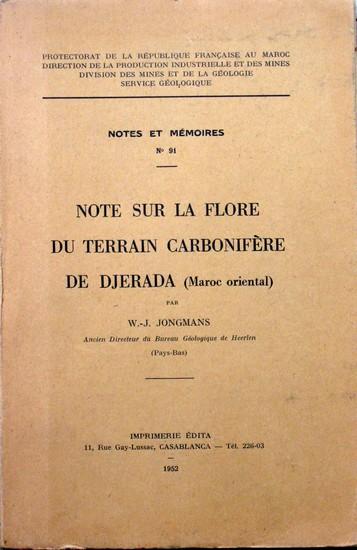 PROTECTORAT DE LA RÉPUBLIQUE FRANÇAISE AU MAROC
DIRECTION DE LA PRODUCTION INDUSTRIELLE ET DES MINES
DIVISION DES MINES ET DE LA GÉOLOGIE
SERVICE GÉOLOGIQUE
NOTES ET MÉMOIRES
N° 91
NOTE SUR LA FLORE
DU TERRAIN CARBONIFÈRE
DE DJERADA (Maroc oriental)
PAR
W.-J. JONGMANS
Ancien Directeur du Bureau Géologique de Heerlen
(Pays-Bas)
IMPRIMERIE ÉDITA
11, Rue Gay-Lussac, CASABLANCA — Tél. 226-03
1952